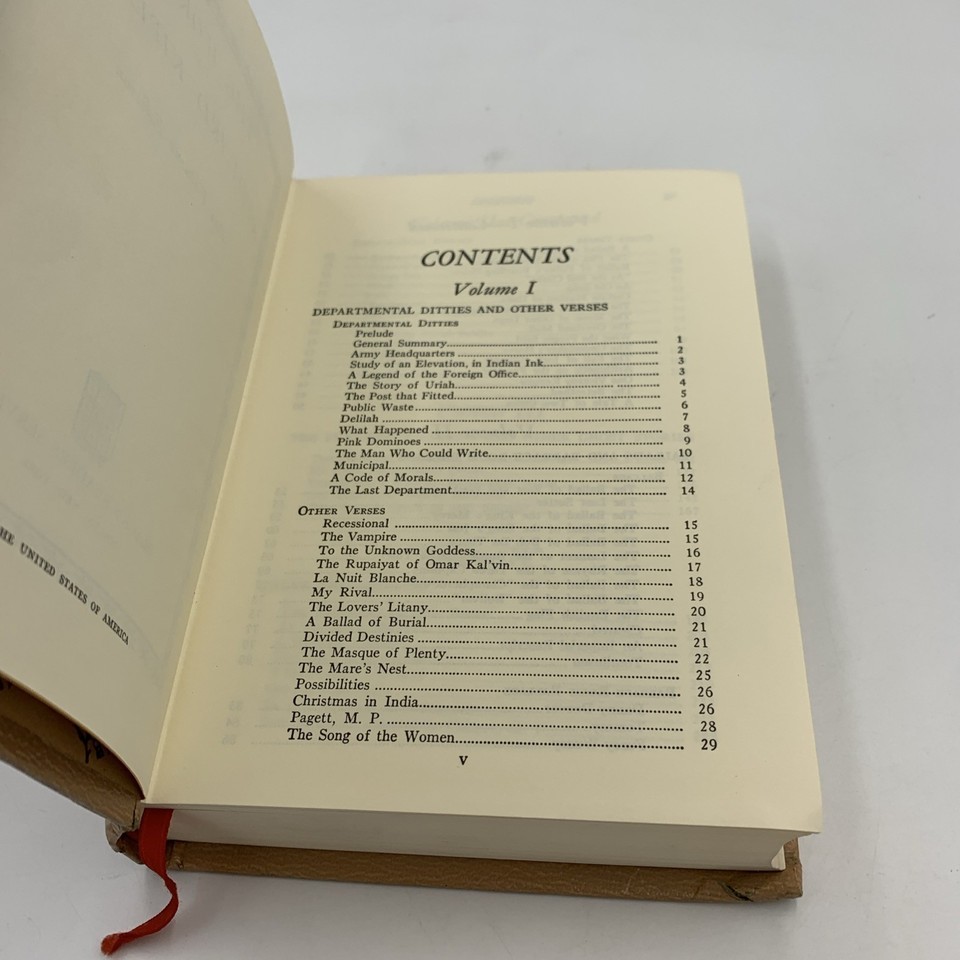 HE UNITED STATES OF AMERICA
CONTENTS
Volume I
DEPARTMENTAL DITTIES AND OTHER VERSES
DEPARTMENTAL DITTIES
Prelude
General Summary 1
Army Headquarters 2
Study of an Elevation, in Indian Ink 3
A Legend of the Foreign Office 3
The Story of Uriah 4
The Post that Fitted 5
Public Waste 6
Delilah 7
What Happened 8
Pink Dominoes 9
The Man Who Could Write 10
Municipal 11
A Code of Morals 12
The Last Department 14
OTHER VERSES
Recessional 15
The Vampire 15
To the Unknown Goddess 16
The Rupaiyat of Omar Kal'vin 17
La Nuit Blanche 18
My Rival 19
The Lovers' Litany 20
A Ballad of Burial 21
Divided Destinies 21
The Masque of Plenty 22
The Mare's Nest 25
Possibilities 26
Christmas in India 26
Pagett, M. P. 28
The Song of the Women 29
v